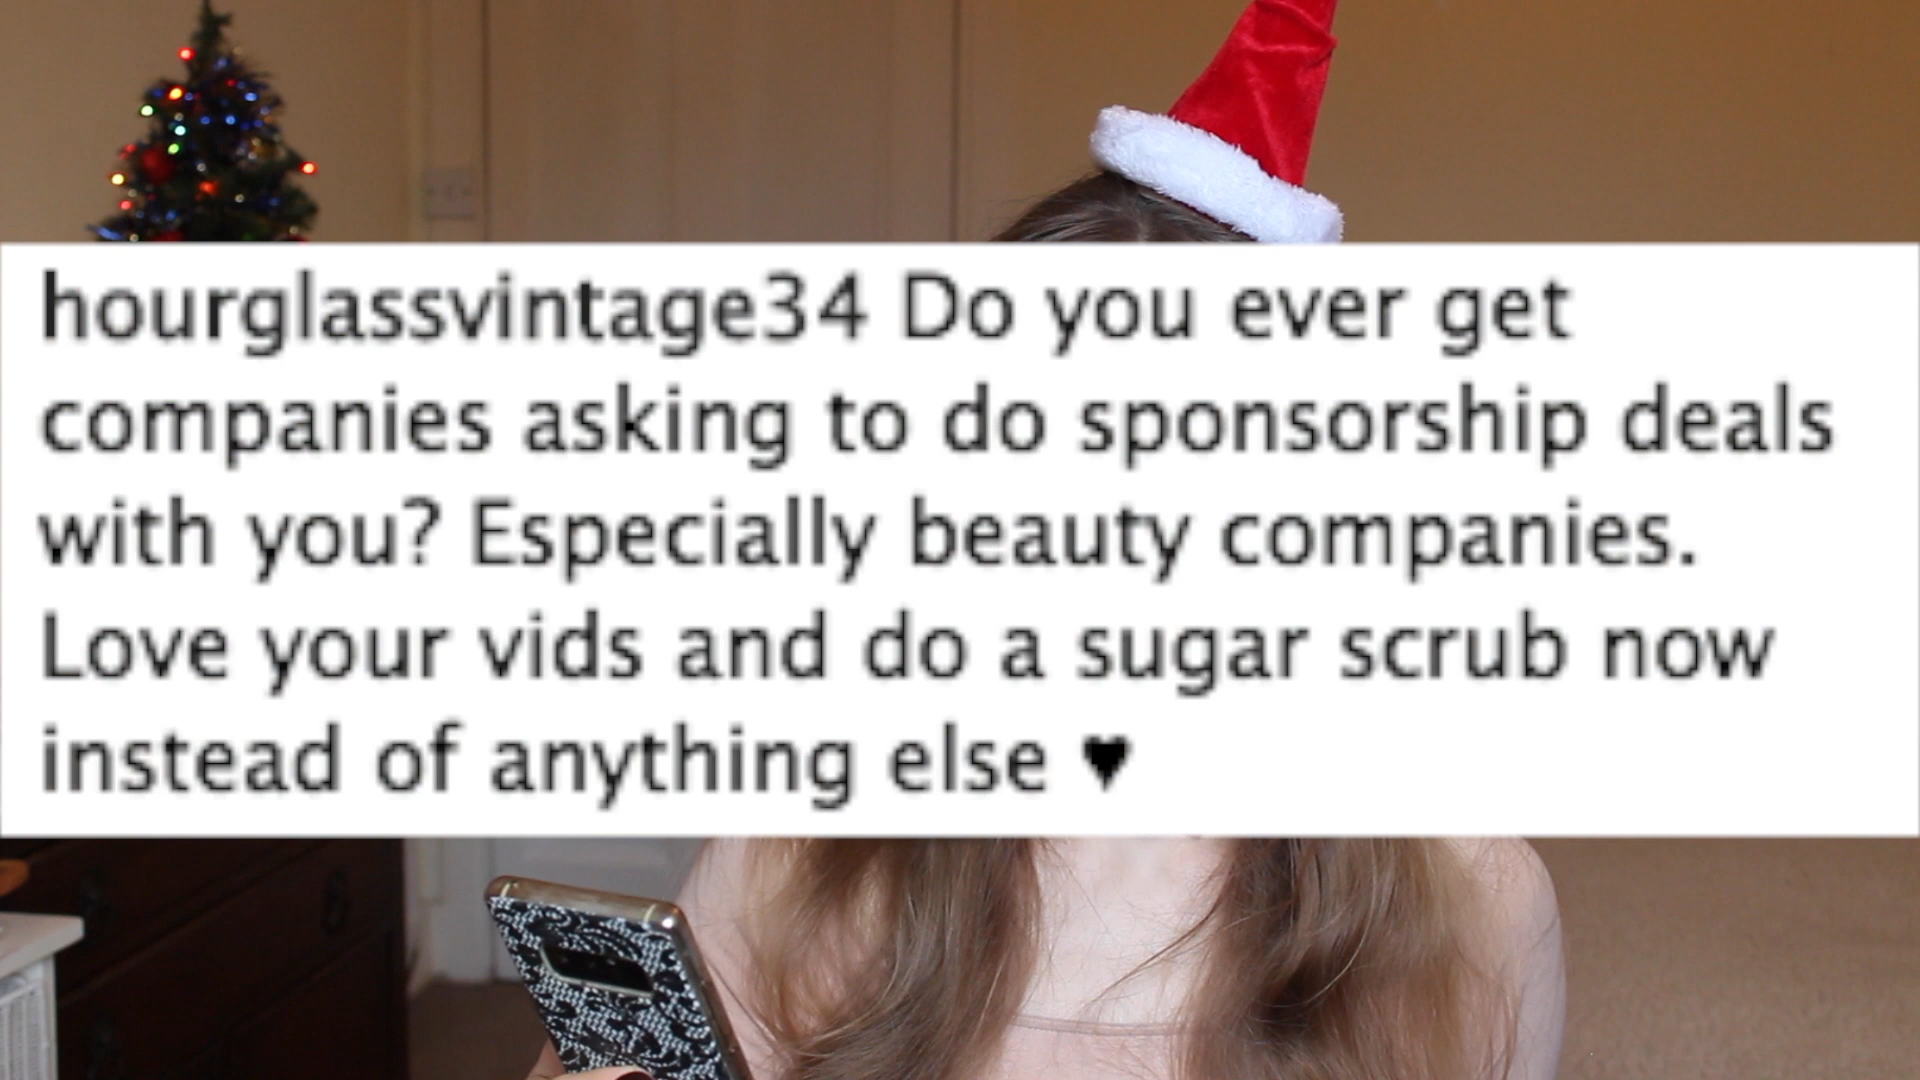 hourglassvintage34 Do you ever get
companies asking to do sponsorship deals
with you? Especially beauty companies.
Love your vids and do a sugar scrub now
instead of anything else ♥